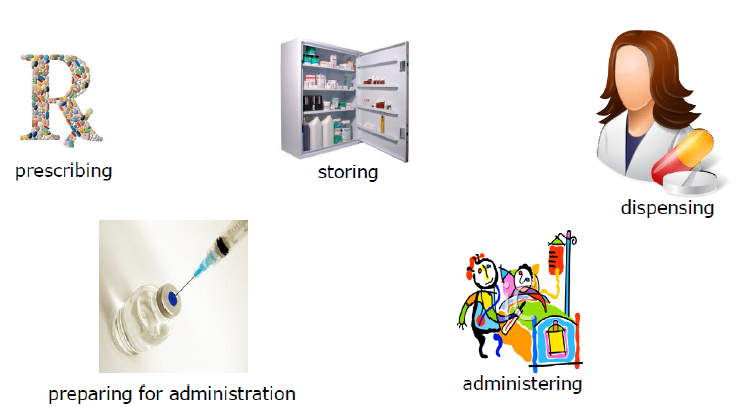 prescribing
storing
dispensing
preparing for administration
administering